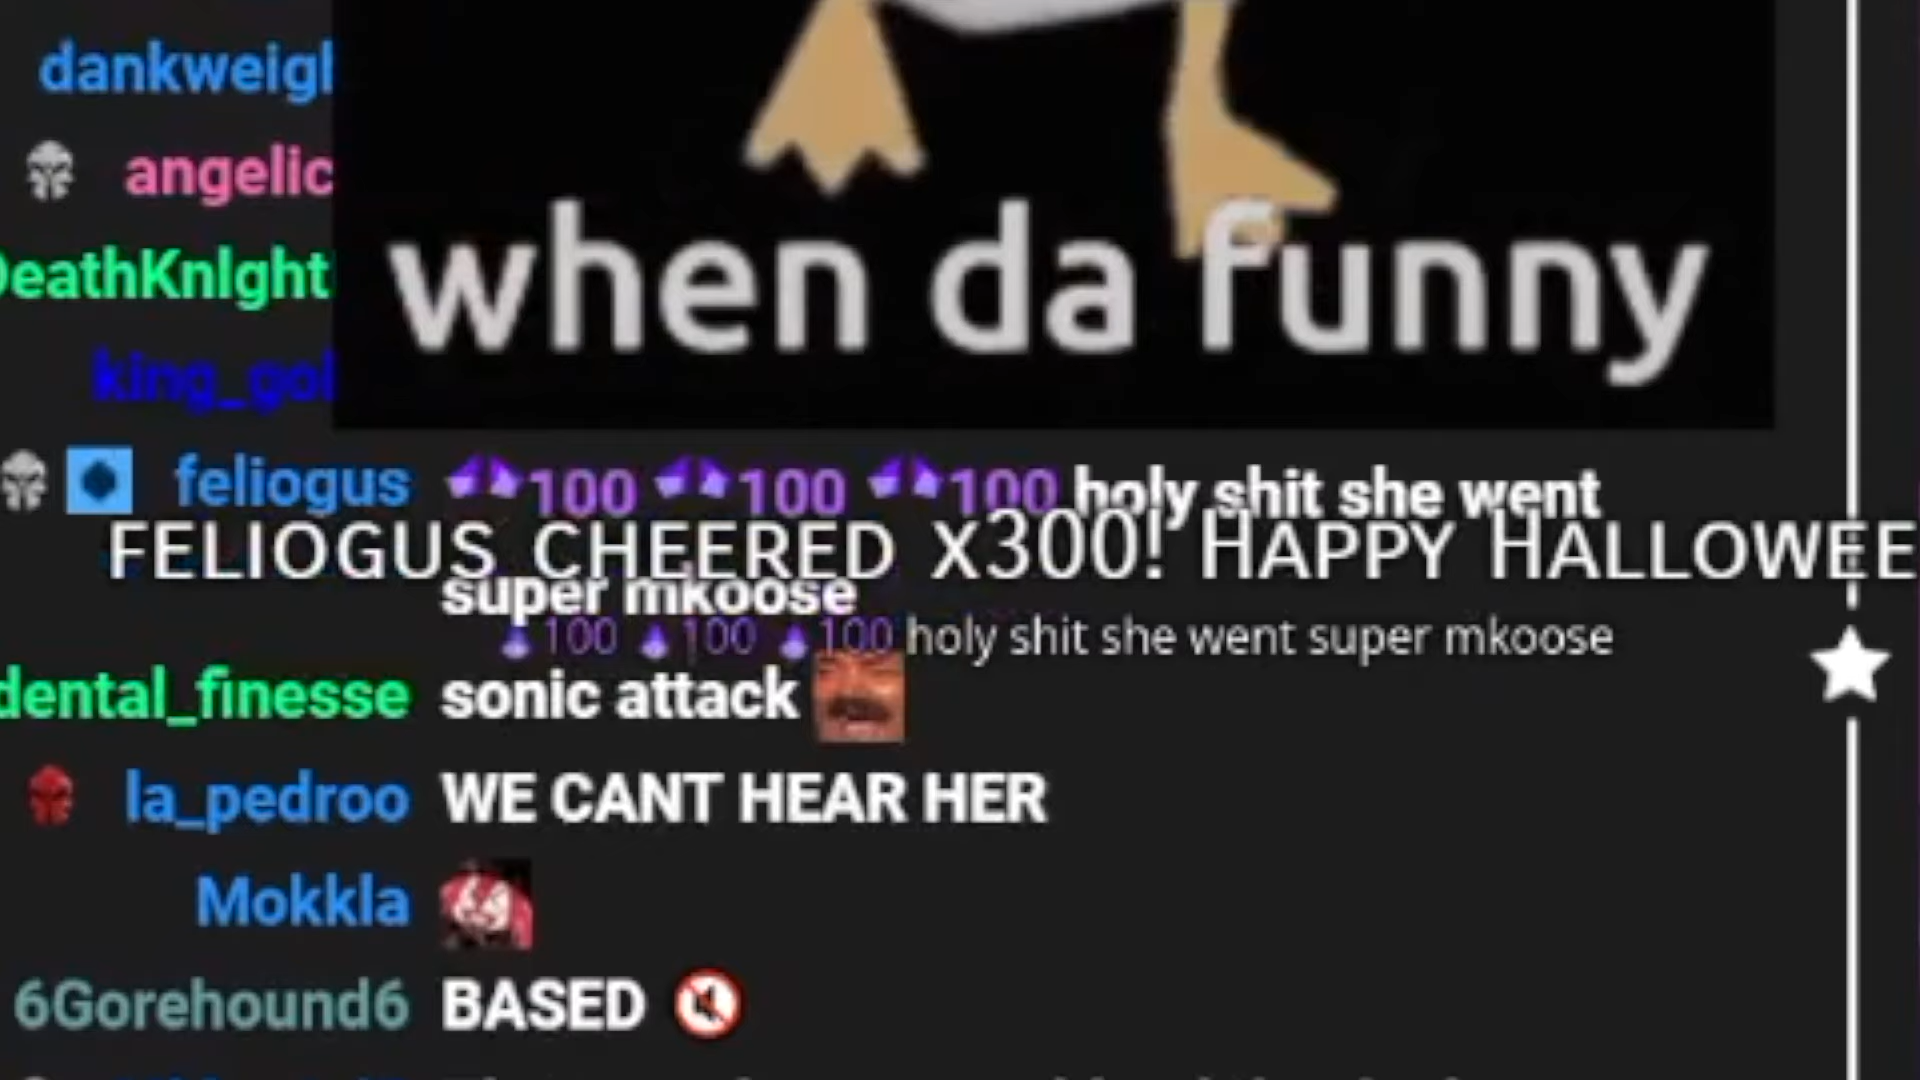 dankweigl
angelic
DeathKnlght
when da funny
king_gol
feliogus 100 100 100 holy shit she went
FELIOGUS CHEERED X300! HAPPY HALLOWEE
super mkoose
100 100 100 holy shit she went super mkoose
dental_finesse sonic attack
la_pedroo WE CANT HEAR HER
Mokkla
6Gorehound6 BASED